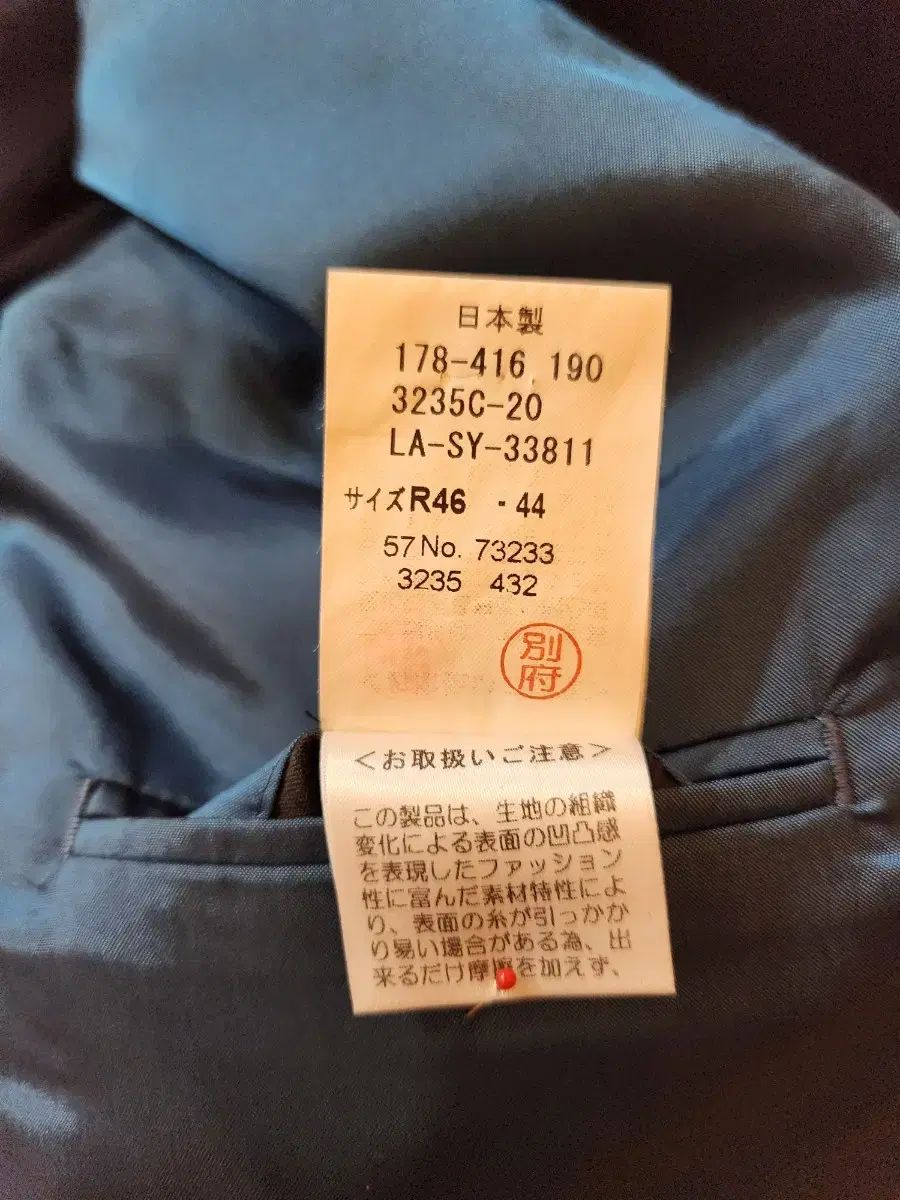 日本製
178-416 190
3235C-20
LA-SY-33811
サイズR46 - 44
57No. 73233
3235 432
別府
<お取扱いご注意>
この製品は、生地の組織
変化による表面の凹凸感
を表現したファッション
性に富んだ素材特性によ
り、表面の糸が引っかか
り易い場合がある為、出
来るだけ摩擦を加えず、